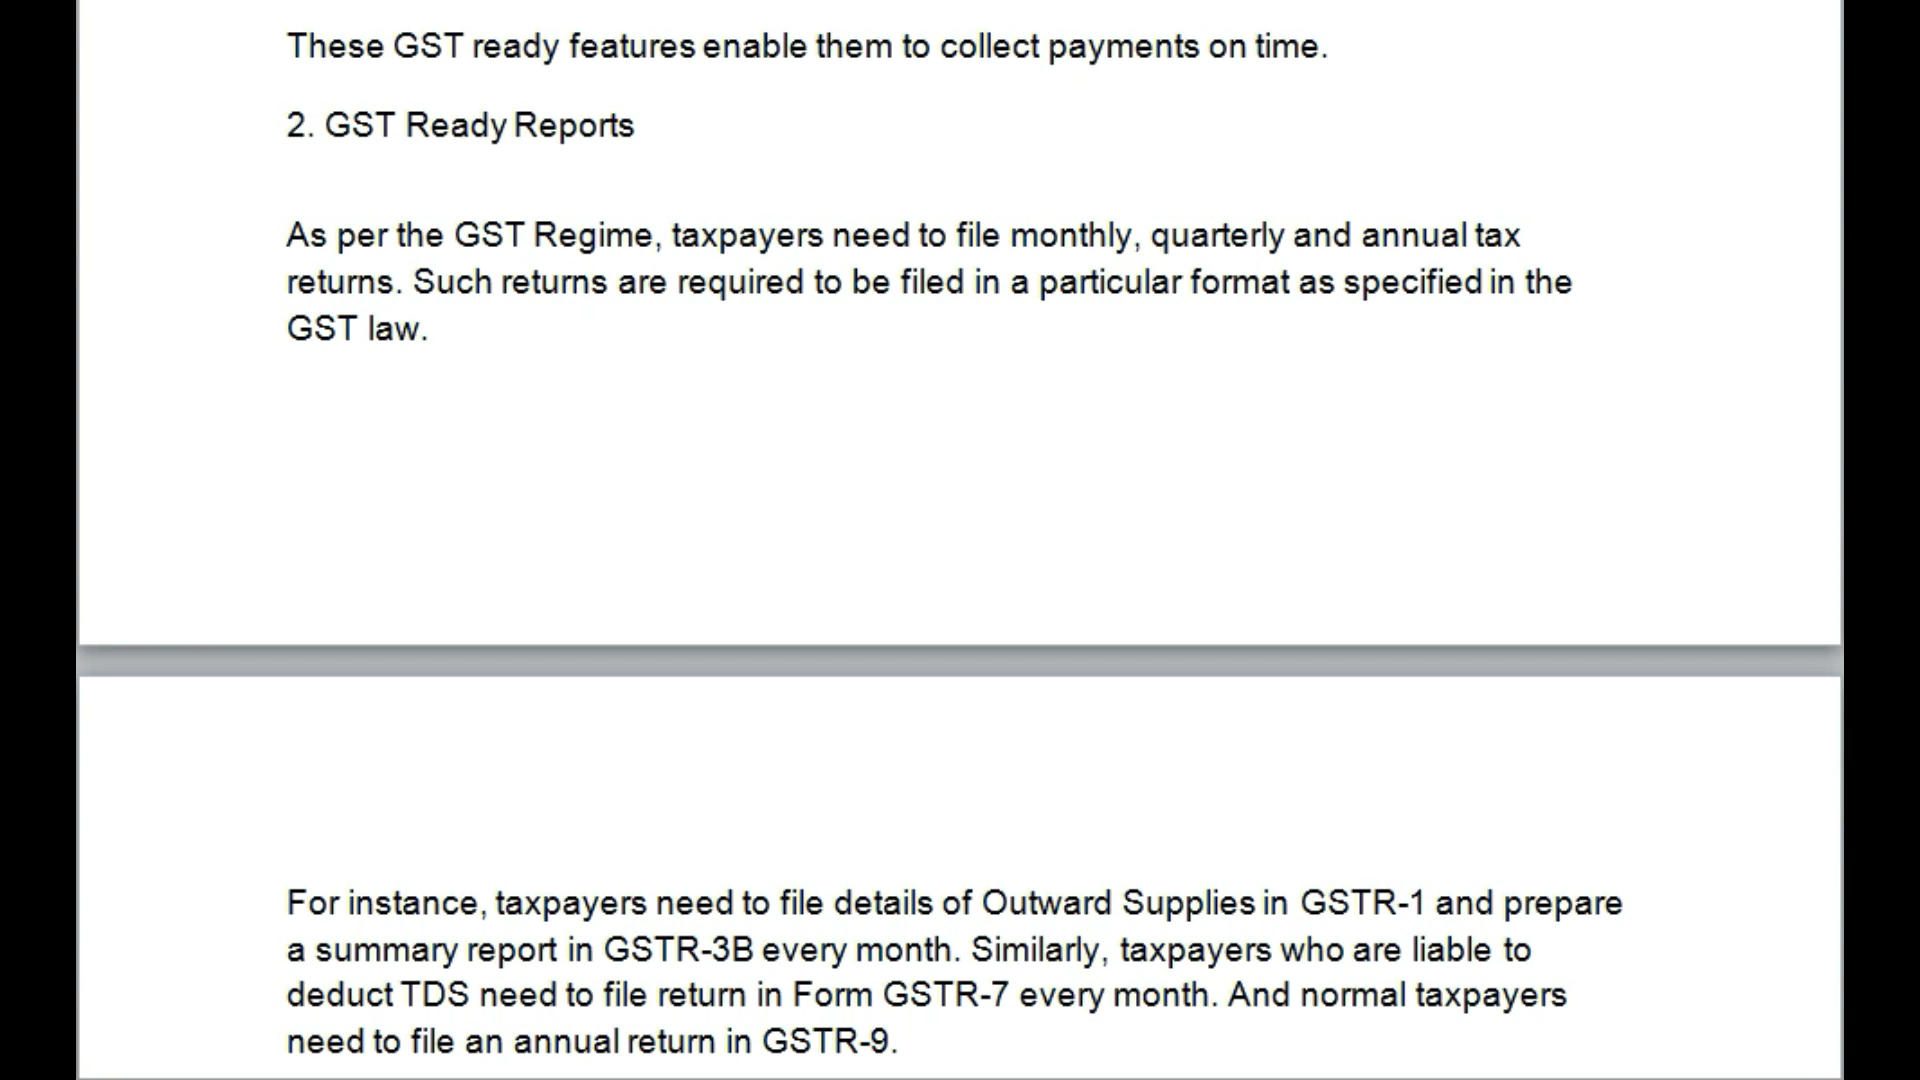 These GST ready features enable them to collect payments on time.
2. GST Ready Reports
As per the GST Regime, taxpayers need to file monthly, quarterly and annual tax
returns. Such returns are required to be filed in a particular format as specified in the
GST law.
For instance, taxpayers need to file details of Outward Supplies in GSTR-1 and prepare
a summary report in GSTR-3B every month. Similarly, taxpayers who are liable to
deduct TDS need to file return in Form GSTR-7 every month. And normal taxpayers
need to file an annual return in GSTR-9.